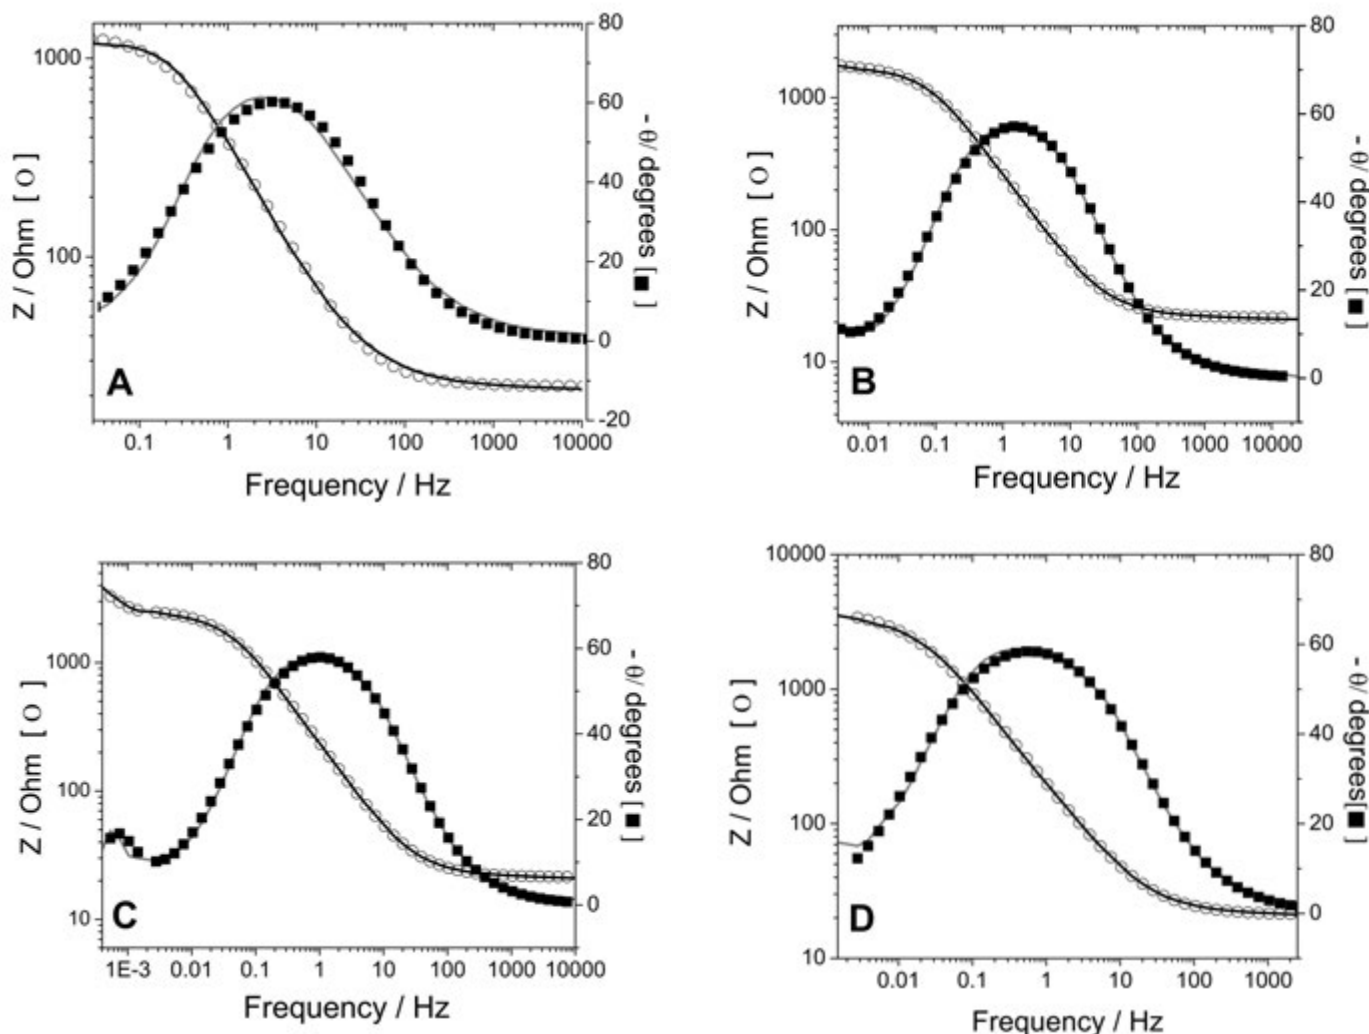 80
1000
60
40
100
20
0
-20
0.1 1 10 100 1000 10000
Z / Ohm [ O ]
- θ/ degrees [ ■ ]
A
Frequency / Hz
80
1000
60
40
100
20
10
0
0.01 0.1 1 10 100 1000 10000
Z / Ohm [ O ]
- θ/ degrees [ ■ ]
B
Frequency / Hz
80
60
1000
40
100
20
0
10
1E-3 0.01 0.1 1 10 100 1000 10000
Z / Ohm [ O ]
- θ/ degrees [ ■ ]
C
Frequency / Hz
10000
80
60
1000
40
20
100
0
10
0.01 0.1 1 10 100 1000
Z / Ohm [ O ]
- θ/ degrees[■]
D
Frequency / Hz